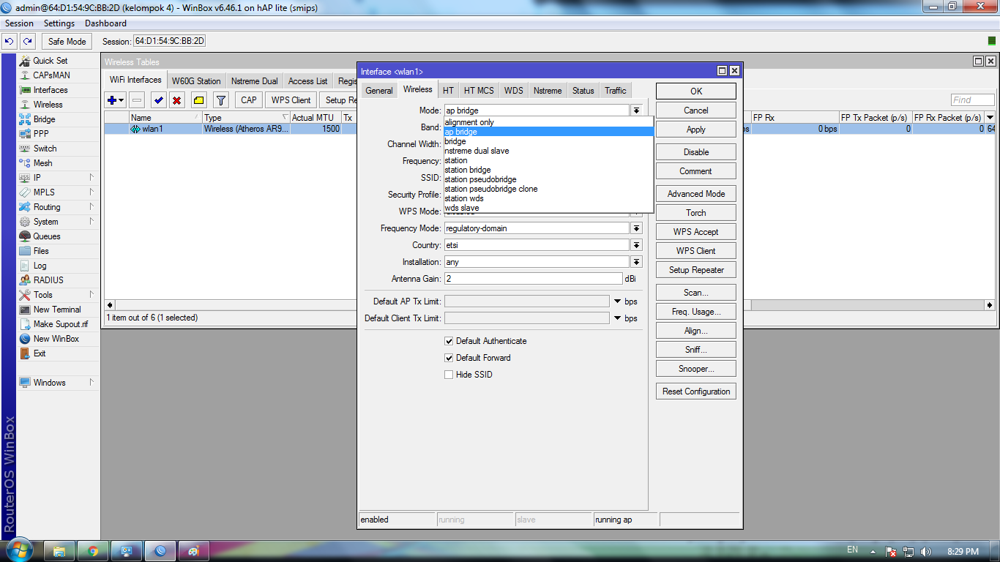 admin@64:D1:54:9C:BB:2D (kelompok 4) - WinBox v6.46.1 on hAP lite (smips)
Session Settings Dashboard
Safe Mode Session: 64:D1:54:9C:BB:2D
Quick Set
CAPsMAN
Interfaces
Wireless
Bridge
PPP
Switch
Mesh
IP
MPLS
Routing
System
Queues
Files
Log
RADIUS
Tools
New Terminal
Make Supout.rif
New WinBox
Exit
Windows
RouterOS WinBox
Wireless Tables
WiFi Interfaces W60G Station Nstreme Dual Access List Regis
CAP WPS Client Setup Re Find
Name Type Actual MTU Tx FP Rx FP Tx Packet (p/s) FP Rx Packet (p/s)
wlan1 Wireless (Atheros AR9... 1500 ps 0 bps 0 0 64
1 item out of 6 (1 selected)
Interface <wlan1>
General Wireless HT HT MCS WDS Nstreme Status Traffic
Mode: ap bridge
alignment only
ap bridge
bridge
nstreme dual slave
station
station bridge
station pseudobridge
station pseudobridge clone
station wds
wds slave
Band:
Channel Width:
Frequency:
SSID:
Security Profile:
WPS Mode:
Frequency Mode: regulatory-domain
Country: etsi
Installation: any
Antenna Gain: 2 dBi
Default AP Tx Limit: bps
Default Client Tx Limit: bps
Default Authenticate
Default Forward
Hide SSID
OK
Cancel
Apply
Disable
Comment
Advanced Mode
Torch
WPS Accept
WPS Client
Setup Repeater
Scan...
Freq. Usage...
Align...
Sniff...
Snooper...
Reset Configuration
enabled running slave running ap
EN 8:29 PM